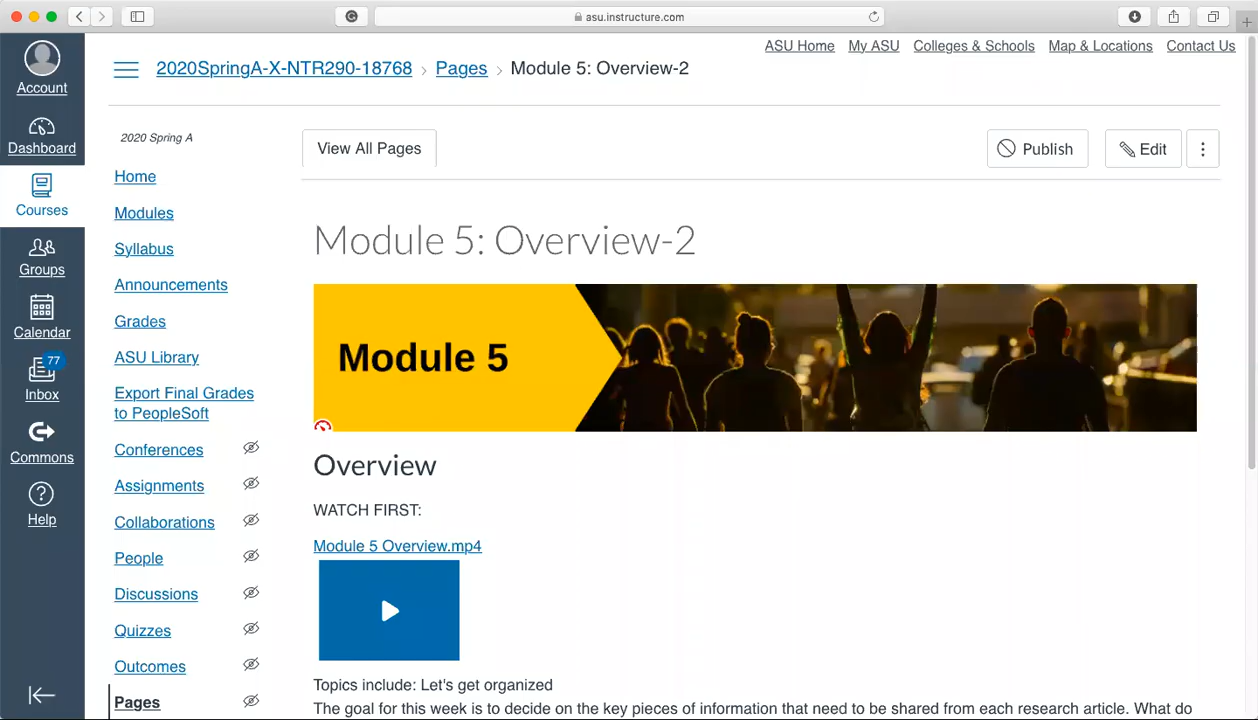 asu.instructure.com
ASU Home My ASU Colleges & Schools Map & Locations Contact Us
2020SpringA-X-NTR290-18768 › Pages › Module 5: Overview-2
Account
Dashboard
Courses
Groups
Calendar
77
Inbox
Commons
Help
2020 Spring A
Home
Modules
Syllabus
Announcements
Grades
ASU Library
Export Final Grades
to PeopleSoft
Conferences
Assignments
Collaborations
People
Discussions
Quizzes
Outcomes
Pages
View All Pages
Publish
Edit
Module 5: Overview-2
Module 5
Overview
WATCH FIRST:
Module 5 Overview.mp4
Topics include: Let's get organized
The goal for this week is to decide on the key pieces of information that need to be shared from each research article. What do